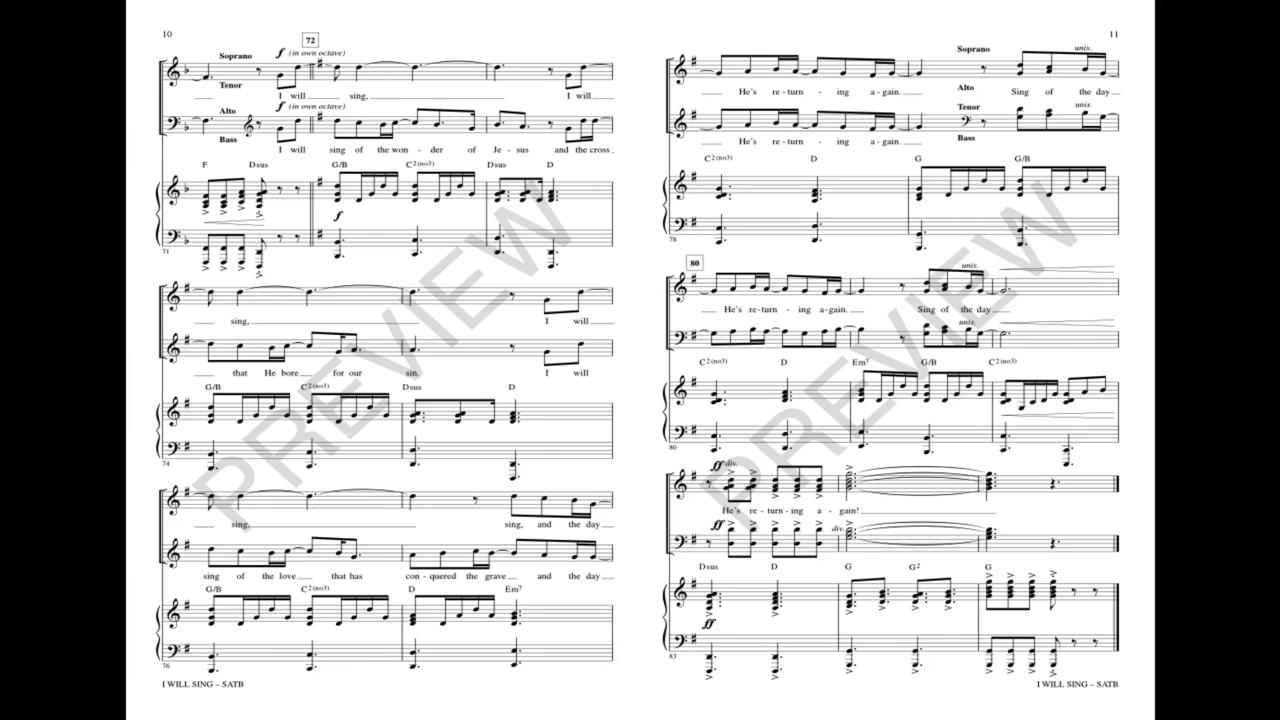 10
72
Soprano f (in own octave)
Tenor
I will sing, I will
Alto f (in own octave)
Bass
I will sing of the won - der of Je - sus and the cross
F Dsus G/B C2(no3) Dsus D
f
71
sing, I will
that He bore for our sin. I will
G/B C2(no3) Dsus D
74
sing, sing, and the day
sing of the love that has con - quered the grave and the day
G/B C2(no3) D Em7
76
I WILL SING – SATB
11
Soprano unis.
He's re - turn - ing a - gain. Sing of the day
Alto
Tenor unis.
He's re - turn - ing a - gain.
Bass
C2(no3) D G G/B
78
80
unis.
He's re - turn - ing a - gain. Sing of the day
unis.
C2(no3) D Em7 G/B C2(no3)
80
ff div.
He's re - turn - ing a - gain!
ff div.
Dsus D G G2 G
ff
83
I WILL SING – SATB
PREVIEW
PREVIEW